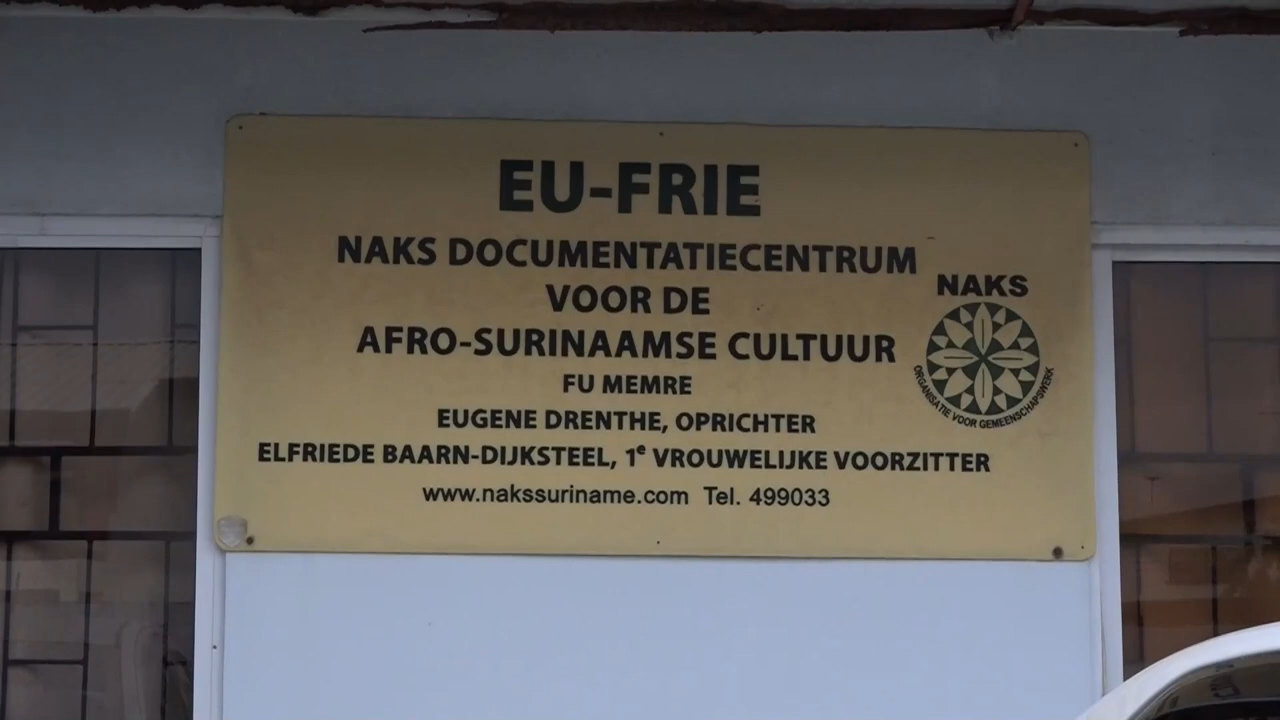 EU-FRIE
NAKS DOCUMENTATIECENTRUM
VOOR DE
AFRO-SURINAAMSE CULTUUR
FU MEMRE
EUGENE DRENTHE, OPRICHTER
ELFRIEDE BAARN-DIJKSTEEL, 1e VROUWELIJKE VOORZITTER
www.nakssuriname.com Tel. 499033
NAKS
ORGANISATIE VOOR GEMEENSCHAPSWERK